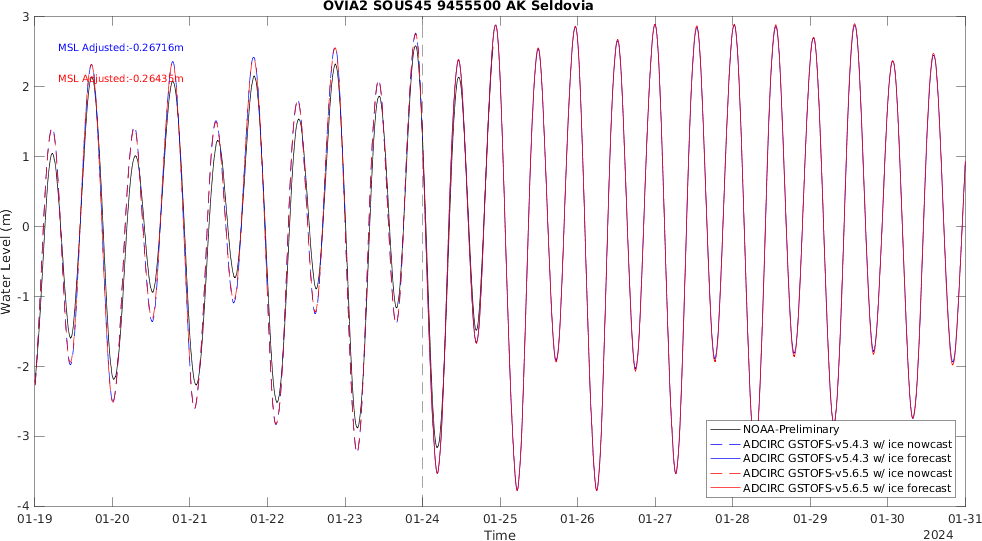 OVIA2 SOUS45 9455500 AK Seldovia
MSL Adjusted:-0.26716m
MSL Adjusted:-0.26435m
Water Level (m)
3
2
1
0
-1
-2
-3
-4
NOAA-Preliminary
ADCIRC GSTOFS-v5.4.3 w/ ice nowcast
ADCIRC GSTOFS-v5.4.3 w/ ice forecast
ADCIRC GSTOFS-v5.6.5 w/ ice nowcast
ADCIRC GSTOFS-v5.6.5 w/ ice forecast
01-19 01-20 01-21 01-22 01-23 01-24 01-25 01-26 01-27 01-28 01-29 01-30 01-31
Time
2024